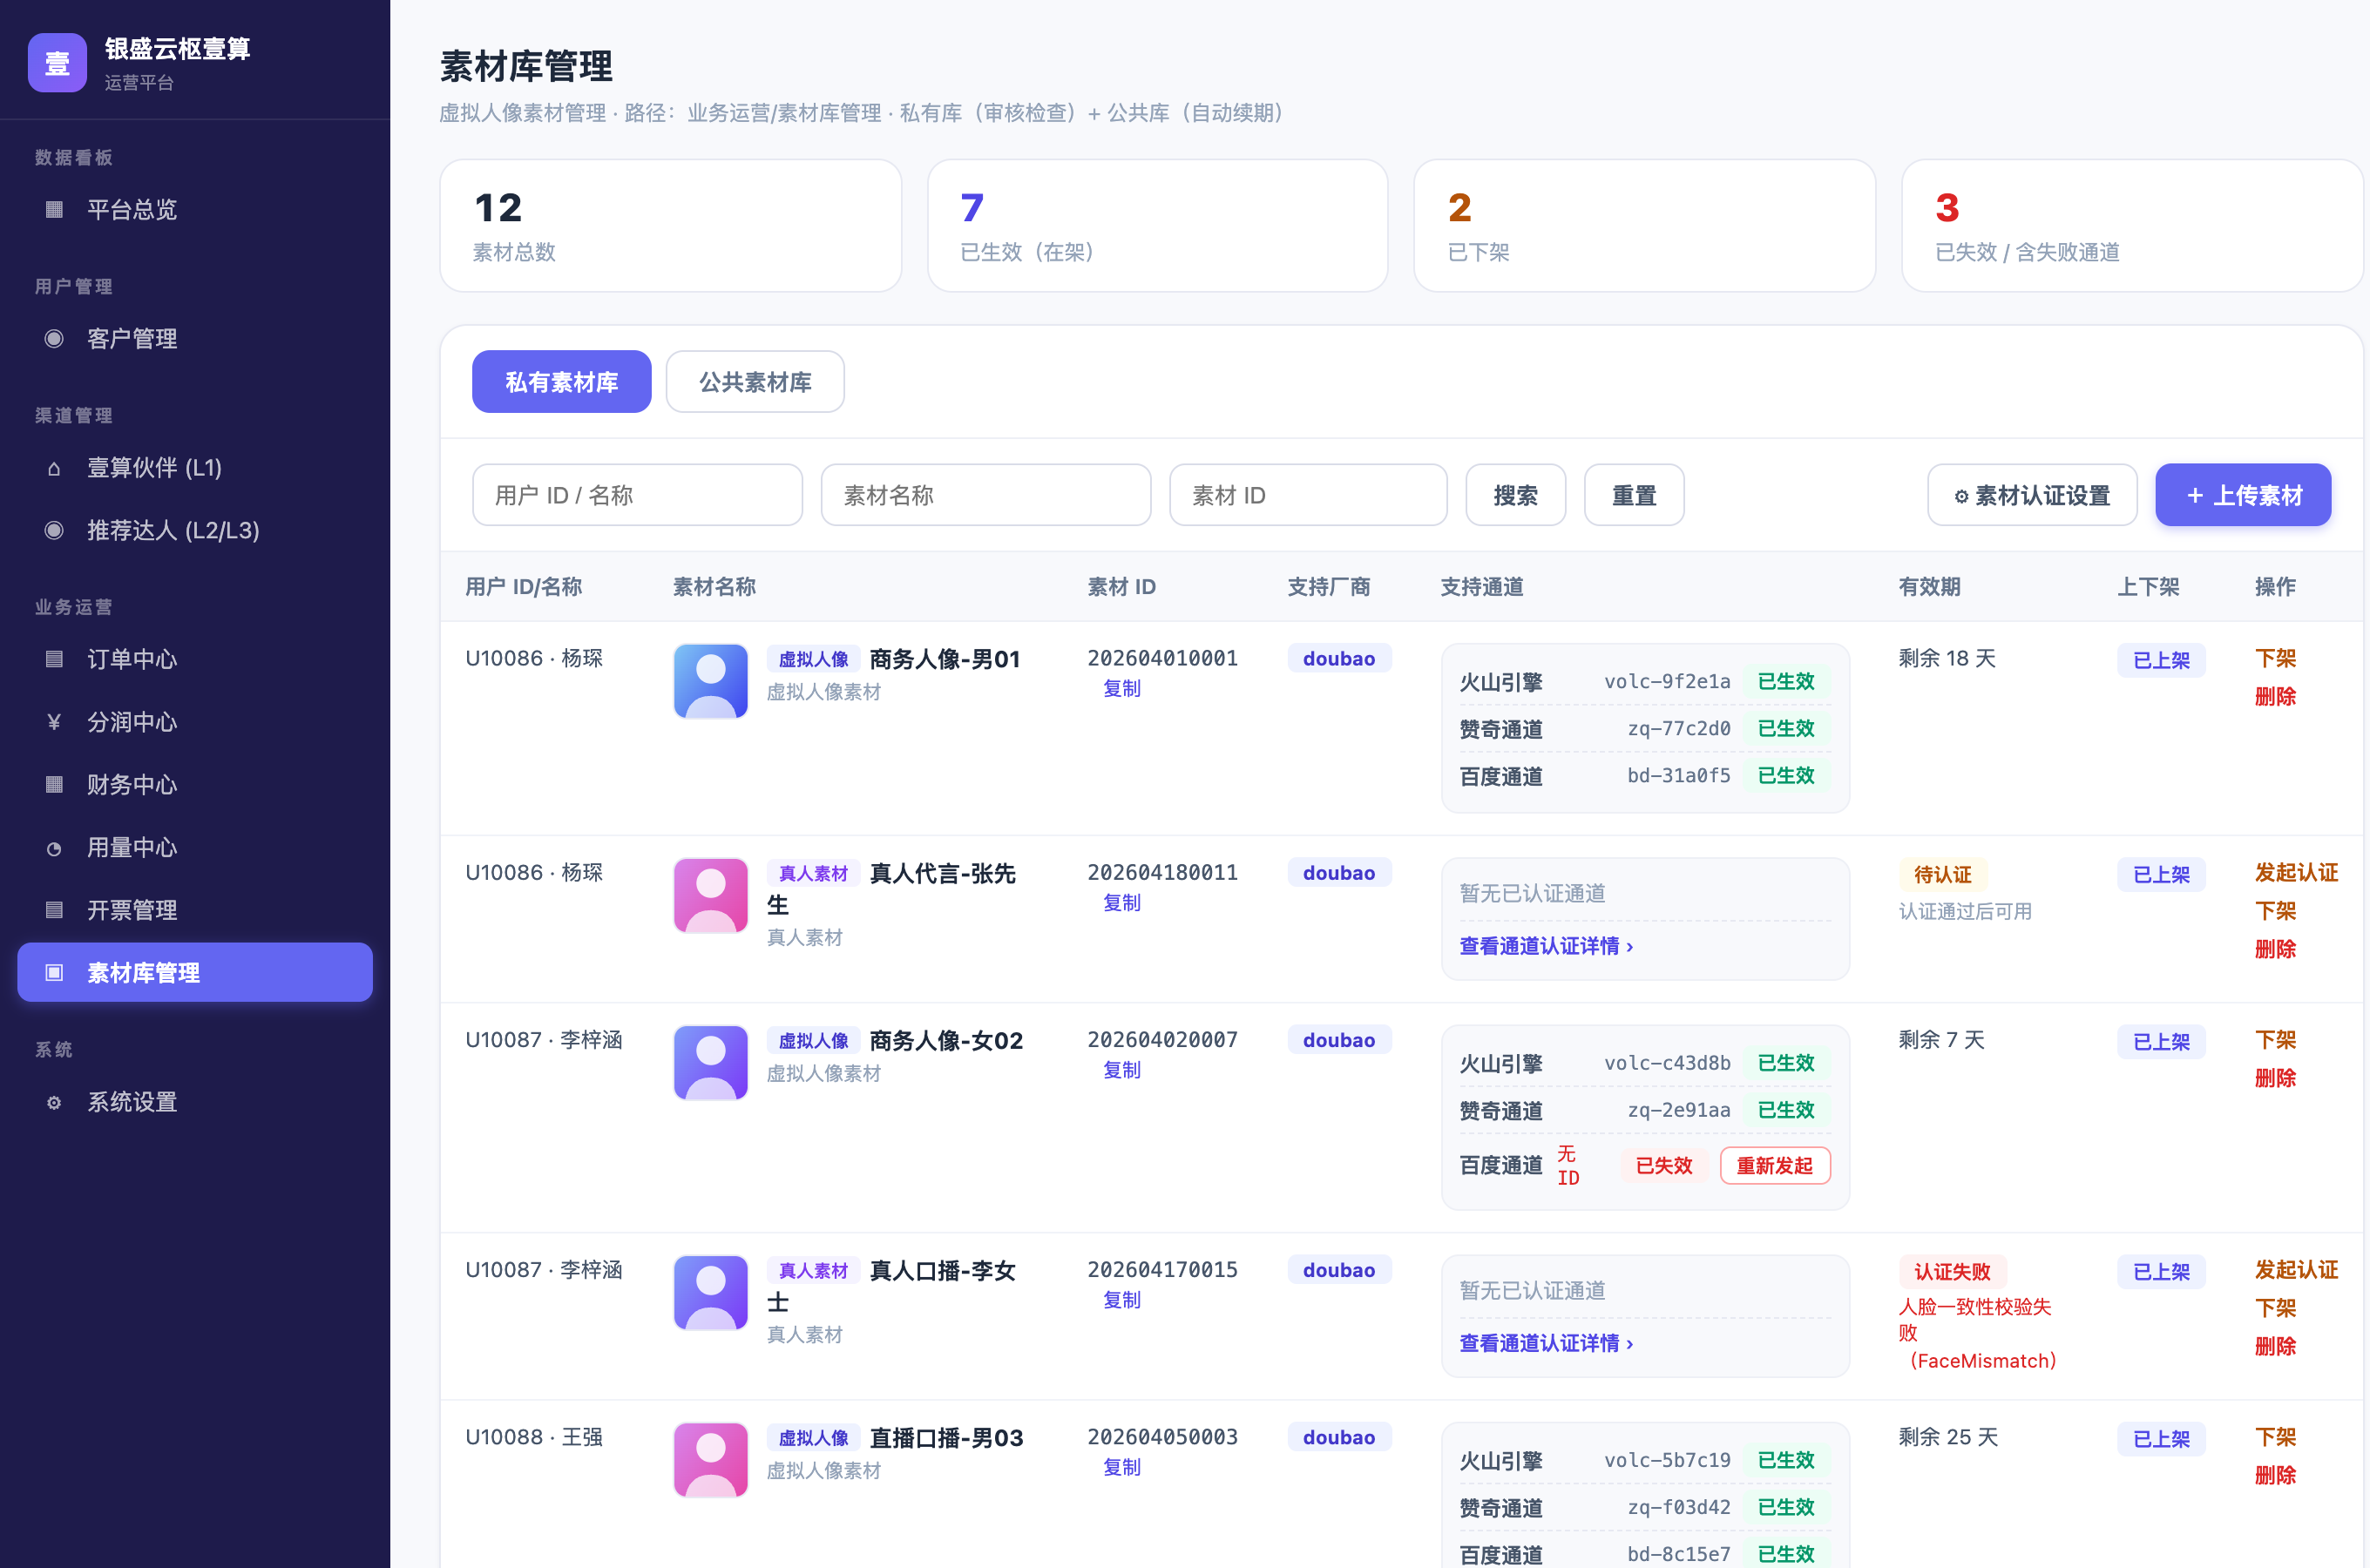 壹
银盛云枢壹算
运营平台
数据看板
平台总览
用户管理
客户管理
渠道管理
壹算伙伴 (L1)
推荐达人 (L2/L3)
业务运营
订单中心
¥ 分润中心
财务中心
用量中心
开票管理
素材库管理
系统
系统设置
素材库管理
虚拟人像素材管理 · 路径：业务运营/素材库管理 · 私有库（审核检查）+ 公共库（自动续期）
12
素材总数
7
已生效（在架）
2
已下架
3
已失效 / 含失败通道
私有素材库
公共素材库
用户 ID / 名称
素材名称
素材 ID
搜索
重置
素材认证设置
+ 上传素材
用户 ID/名称 素材名称 素材 ID 支持厂商 支持通道 有效期 上下架 操作
U10086 · 杨琛
虚拟人像 商务人像-男01
虚拟人像素材
202604010001
复制
doubao
火山引擎 volc-9f2e1a 已生效
赞奇通道 zq-77c2d0 已生效
百度通道 bd-31a0f5 已生效
剩余 18 天
已上架
下架
删除
U10086 · 杨琛
真人素材 真人代言-张先
生
真人素材
202604180011
复制
doubao
暂无已认证通道
查看通道认证详情 ›
待认证
认证通过后可用
已上架
发起认证
下架
删除
U10087 · 李梓涵
虚拟人像 商务人像-女02
虚拟人像素材
202604020007
复制
doubao
火山引擎 volc-c43d8b 已生效
赞奇通道 zq-2e91aa 已生效
百度通道 无
ID
已失效 重新发起
剩余 7 天
已上架
下架
删除
U10087 · 李梓涵
真人素材 真人口播-李女
士
真人素材
202604170015
复制
doubao
暂无已认证通道
查看通道认证详情 ›
认证失败
人脸一致性校验失
败
（FaceMismatch）
已上架
发起认证
下架
删除
U10088 · 王强
虚拟人像 直播口播-男03
虚拟人像素材
202604050003
复制
doubao
火山引擎 volc-5b7c19 已生效
赞奇通道 zq-f03d42 已生效
百度通道 bd-8c15e7 已生效
剩余 25 天
已上架
下架
删除